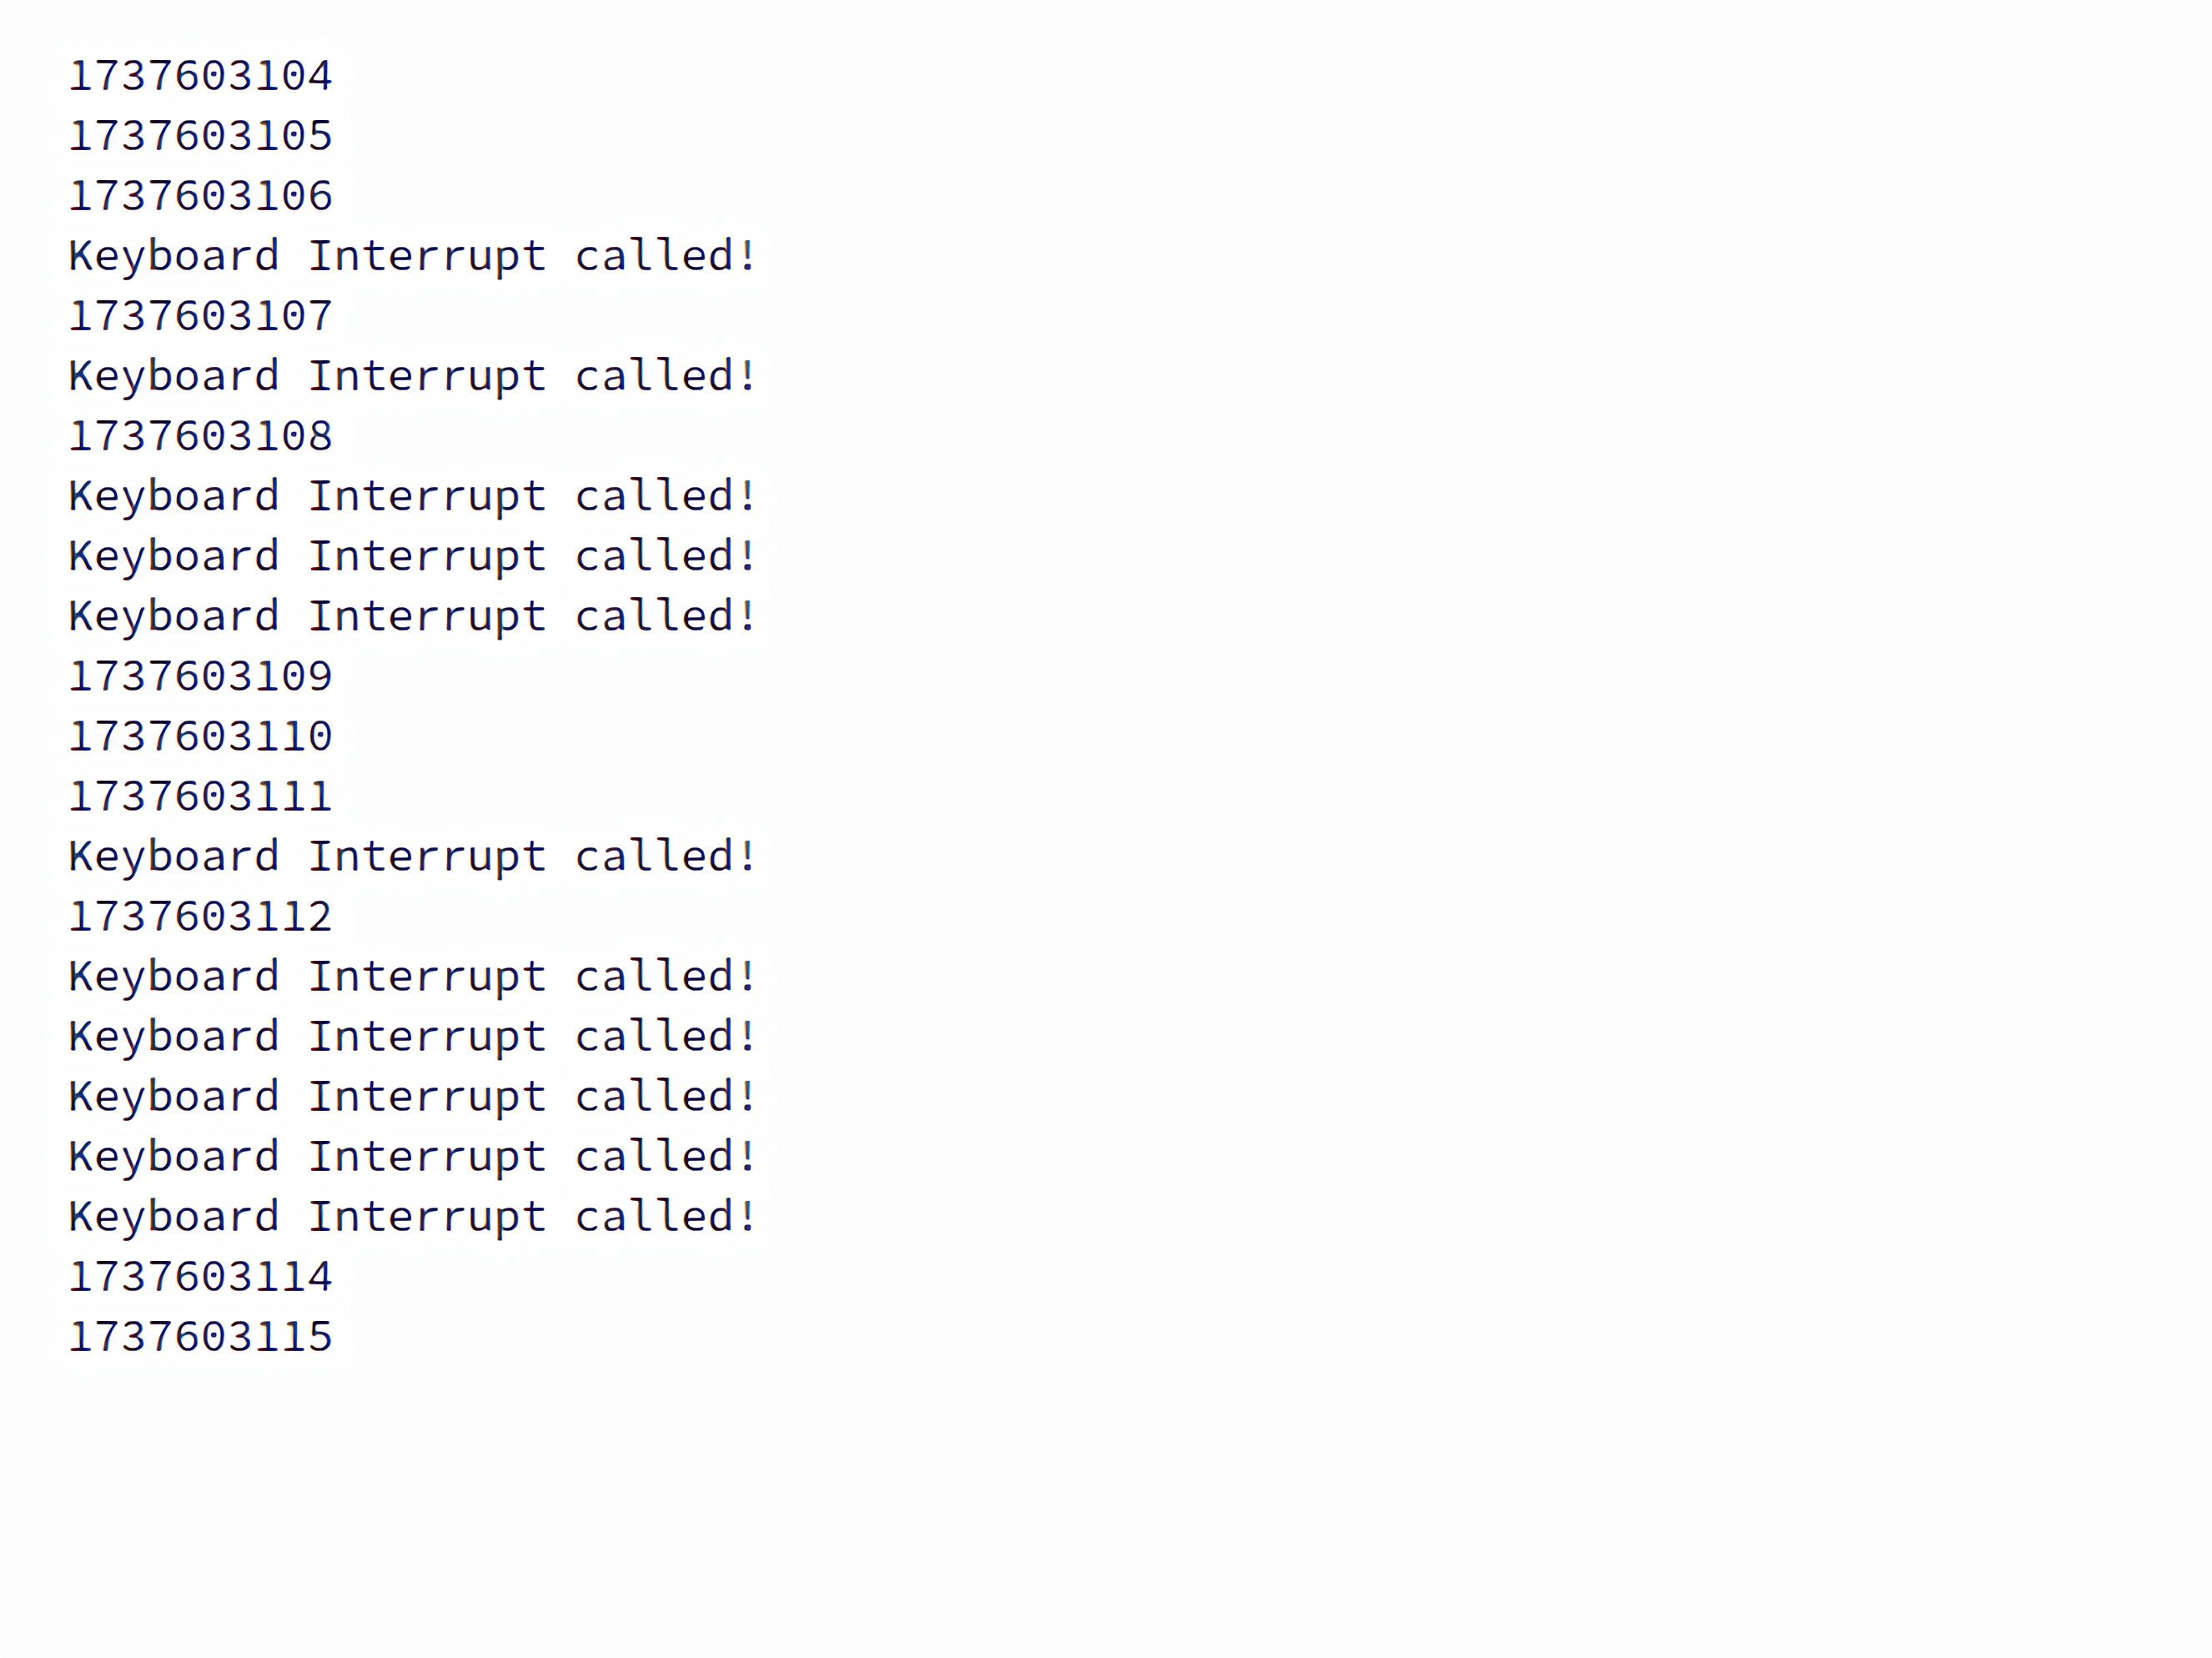 1737603104
1737603105
1737603106
Keyboard Interrupt called!
1737603107
Keyboard Interrupt called!
1737603108
Keyboard Interrupt called!
Keyboard Interrupt called!
Keyboard Interrupt called!
1737603109
1737603110
1737603111
Keyboard Interrupt called!
1737603112
Keyboard Interrupt called!
Keyboard Interrupt called!
Keyboard Interrupt called!
Keyboard Interrupt called!
Keyboard Interrupt called!
1737603114
1737603115